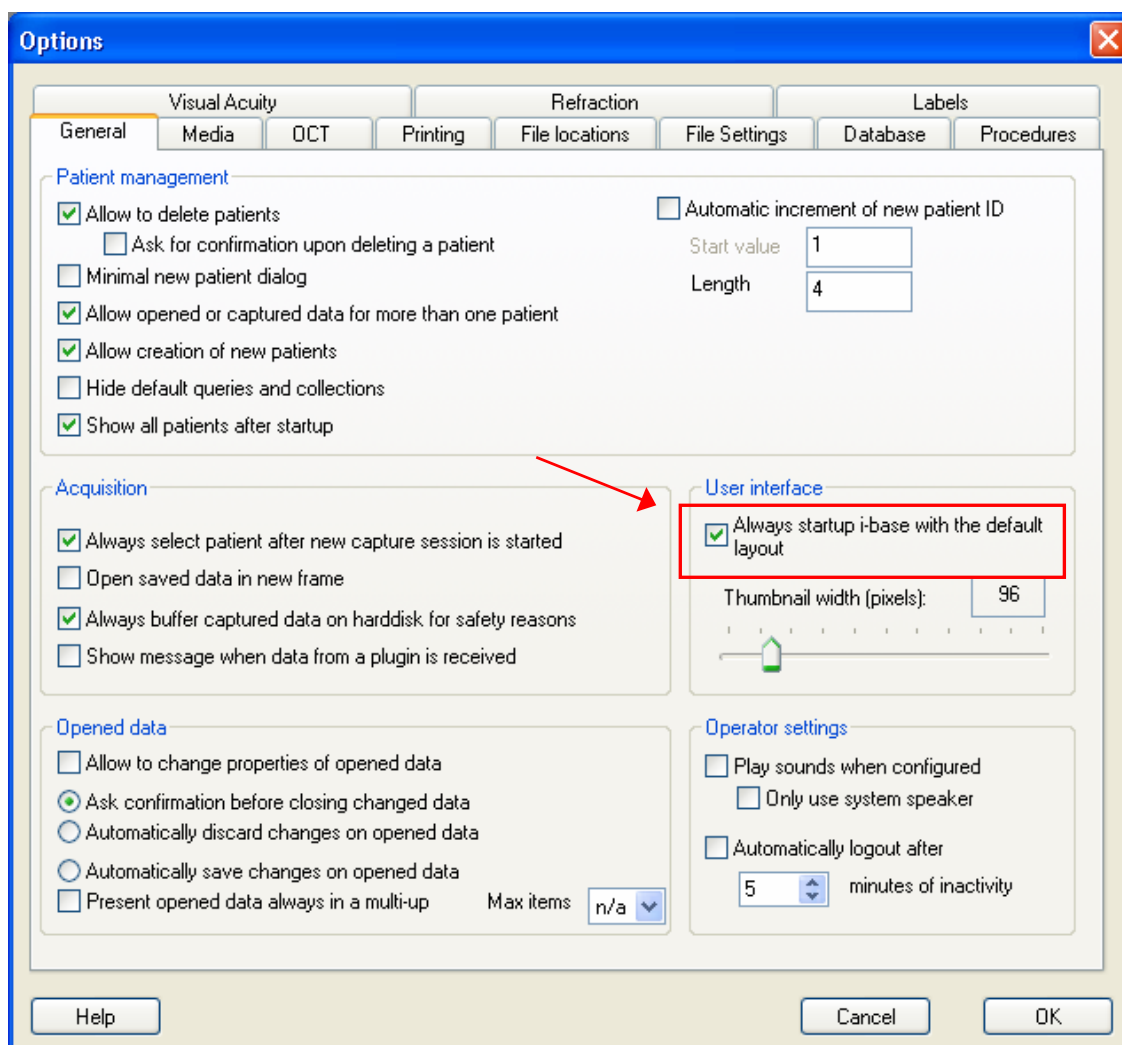 Options
Visual Acuity
Refraction
Labels
General
Media
OCT
Printing
File locations
File Settings
Database
Procedures
Patient management
Allow to delete patients
Ask for confirmation upon deleting a patient
Minimal new patient dialog
Allow opened or captured data for more than one patient
Allow creation of new patients
Hide default queries and collections
Show all patients after startup
Automatic increment of new patient ID
Start value
1
Length
4
Acquisition
Always select patient after new capture session is started
Open saved data in new frame
Always buffer captured data on harddisk for safety reasons
Show message when data from a plugin is received
User interface
Always startup i-base with the default
layout
Thumbnail width (pixels):
96
Opened data
Allow to change properties of opened data
Ask confirmation before closing changed data
Automatically discard changes on opened data
Automatically save changes on opened data
Present opened data always in a multi-up
Max items
n/a
Operator settings
Play sounds when configured
Only use system speaker
Automatically logout after
5
minutes of inactivity
Help
Cancel
OK